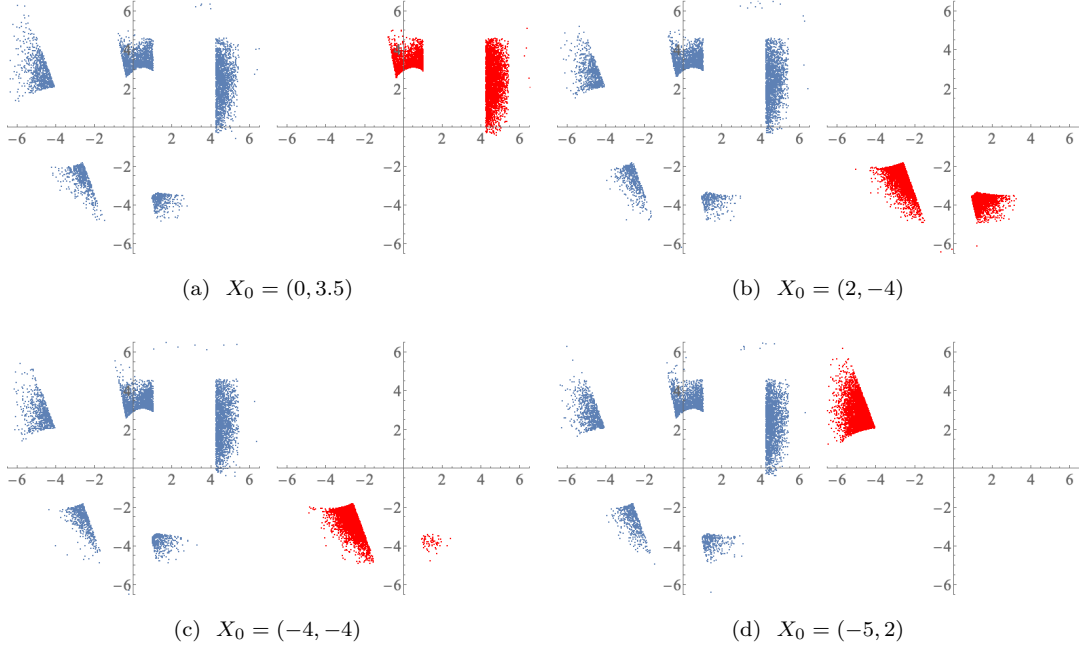 6 6 6 6
4 4 4 4
2 2 2 2
−6 −4 −2 2 4 6 −6 −4 −2 2 4 6 −6 −4 −2 2 4 6 −6 −4 −2 2 4 6
−2 −2 −2 −2
−4 −4 −4 −4
−6 −6 −6 −6
(a) X₀ = (0, 3.5)
(b) X₀ = (2, −4)
6 6 6 6
4 4 4 4
2 2 2 2
−6 −4 −2 2 4 6 −6 −4 −2 2 4 6 −6 −4 −2 2 4 6 −6 −4 −2 2 4 6
−2 −2 −2 −2
−4 −4 −4 −4
−6 −6 −6 −6
(c) X₀ = (−4, −4)
(d) X₀ = (−5, 2)